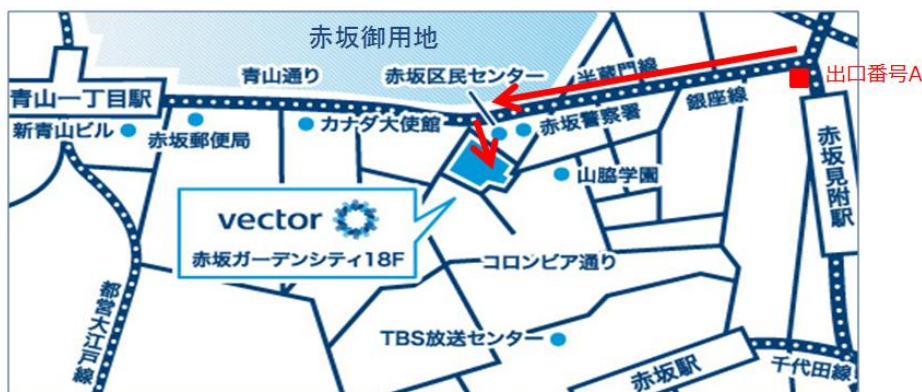 赤坂御用地
青山通り
赤坂区民センター
半蔵門線
出口番号A
青山一丁目駅
銀座線
新青山ビル
赤坂郵便局
カナダ大使館
赤坂警察署
赤坂見附駅
山脇学園
vector
赤坂ガーデンシティ18F
コロンビア通り
都営大江戸線
TBS放送センター
赤坂駅
千代田線